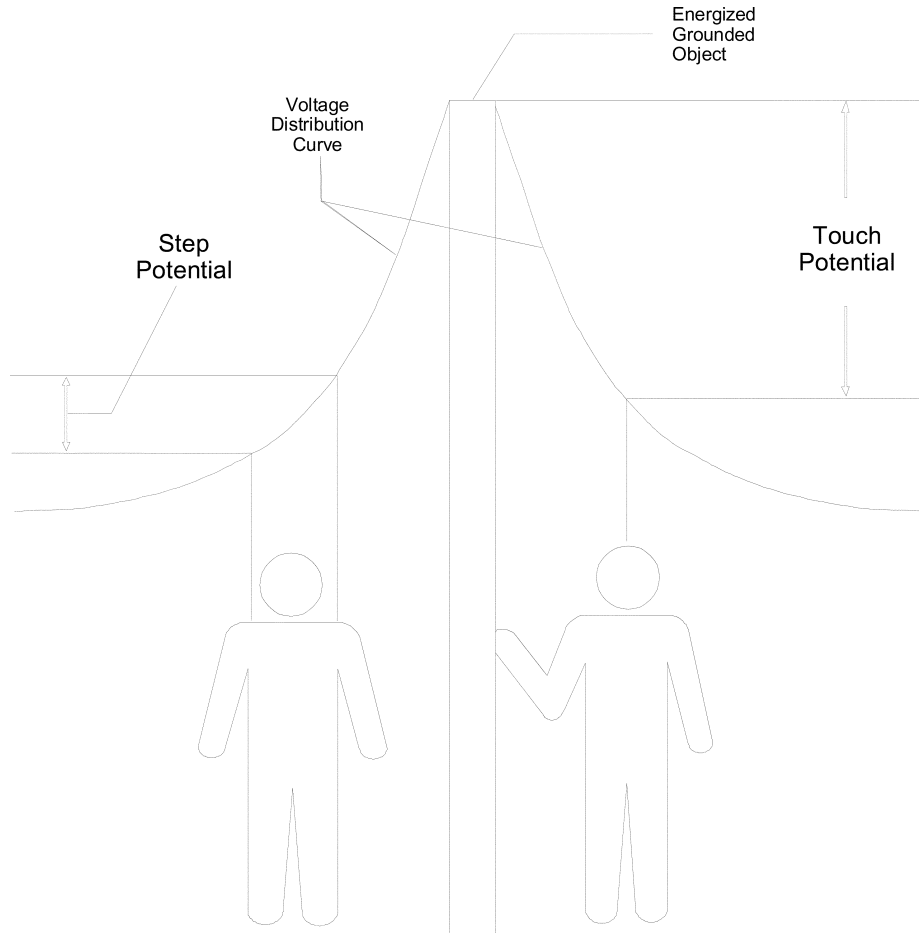 Energized
Grounded
Object
Voltage
Distribution
Curve
Step
Potential
Touch
Potential